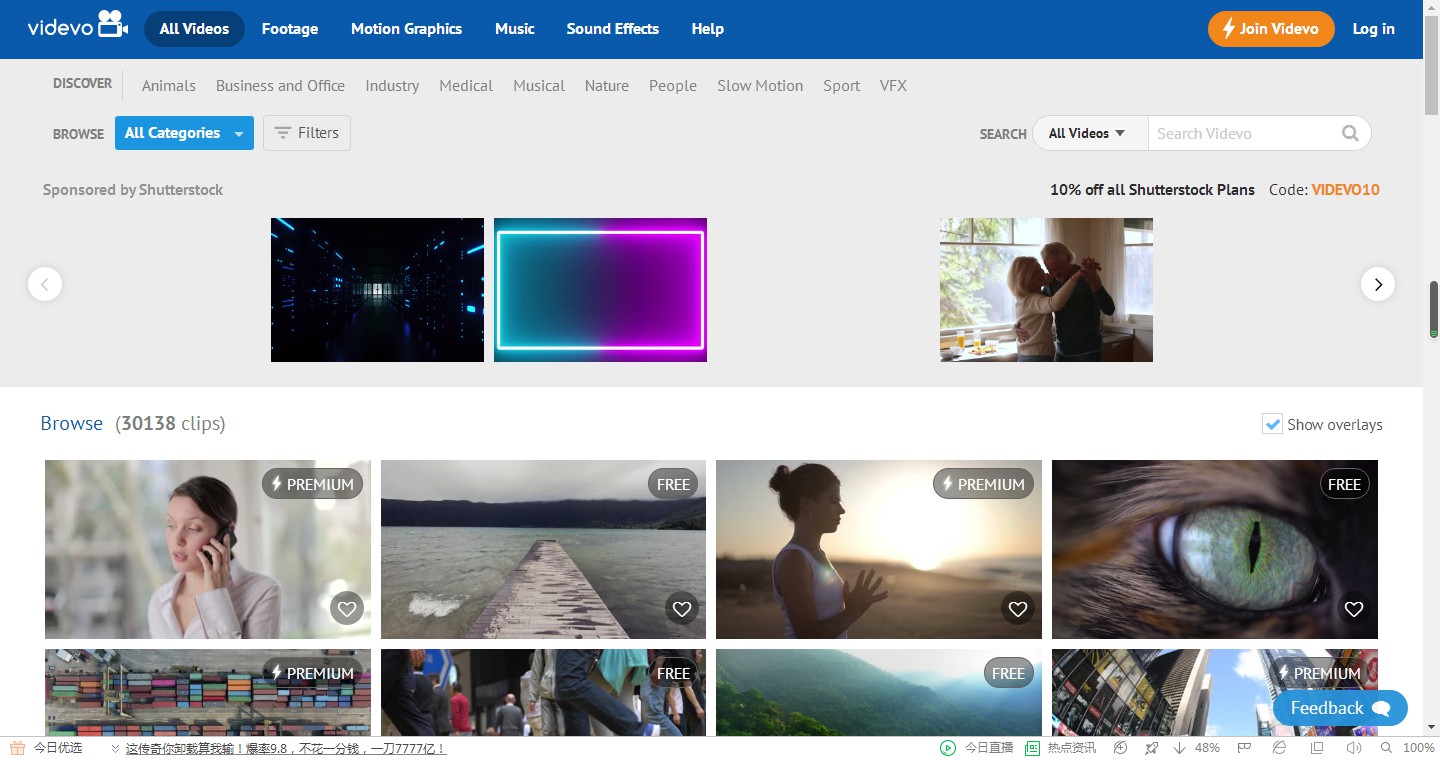 videvo All Videos Footage Motion Graphics Music Sound Effects Help Join Videvo Log in
DISCOVER Animals Business and Office Industry Medical Musical Nature People Slow Motion Sport VFX
BROWSE All Categories Filters SEARCH All Videos Search Videvo
Sponsored by Shutterstock 10% off all Shutterstock Plans Code: VIDEVO10
Browse (30138 clips) Show overlays
PREMIUM FREE PREMIUM FREE
PREMIUM FREE FREE PREMIUM
Feedback
今日优选 这传奇你卸载算我输！爆率9.8，不花一分钱，一刀7777亿！ 今日直播 热点资讯 48% 100%